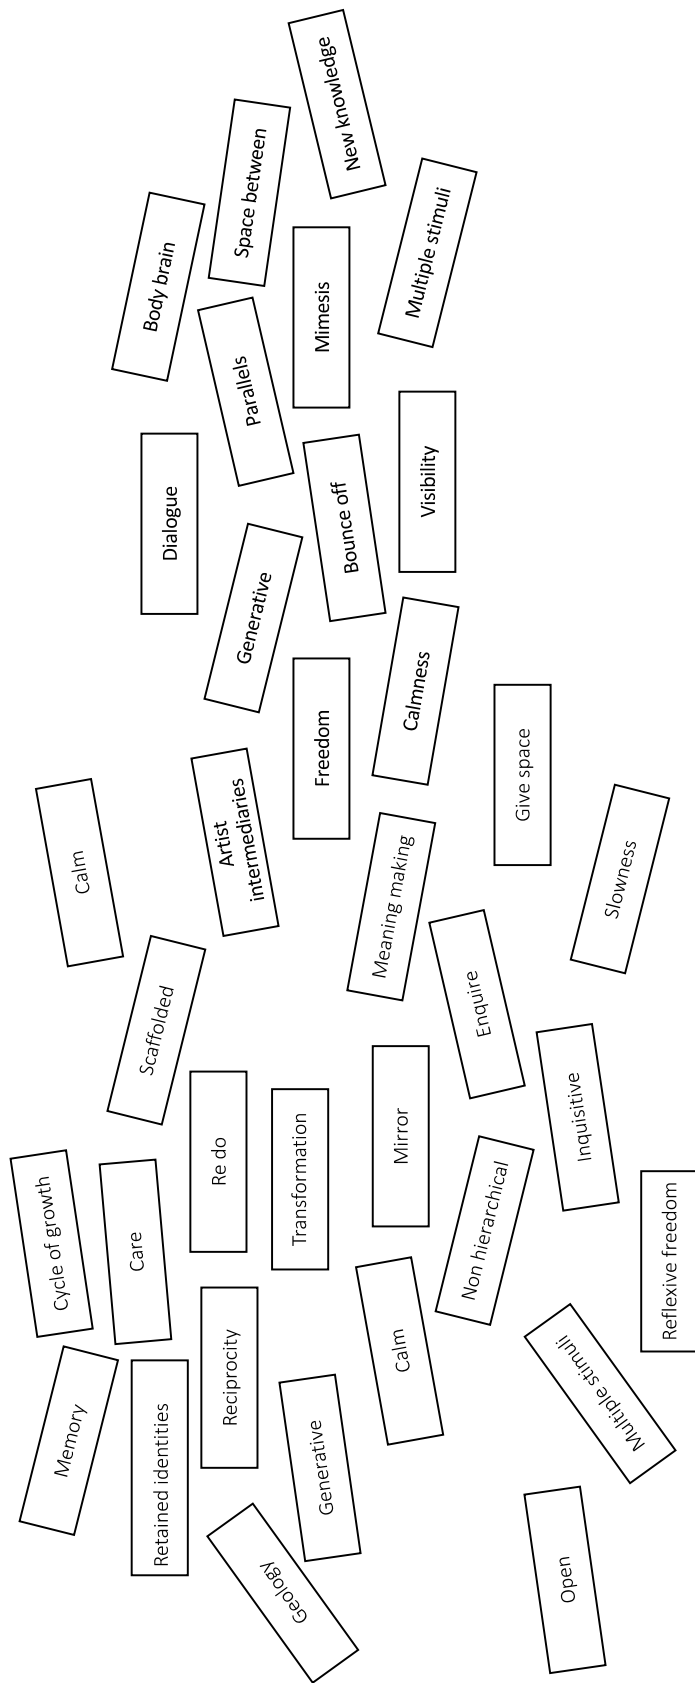 New knowledge
Space between
Multiple stimuli
Body brain
Mimesis
Parallels
Visibility
Dialogue
Bounce off
Generative
Calmness
Freedom
Give space
Artist
intermediaries
Calm
Slowness
Meaning making
Enquire
Scaffolded
Inquisitive
Mirror
Re do
Transformation
Non hierarchical
Reflexive freedom
Cycle of growth
Care
Calm
Reciprocity
Multiple stimuli
Memory
Retained identities
Generative
Geology
Open